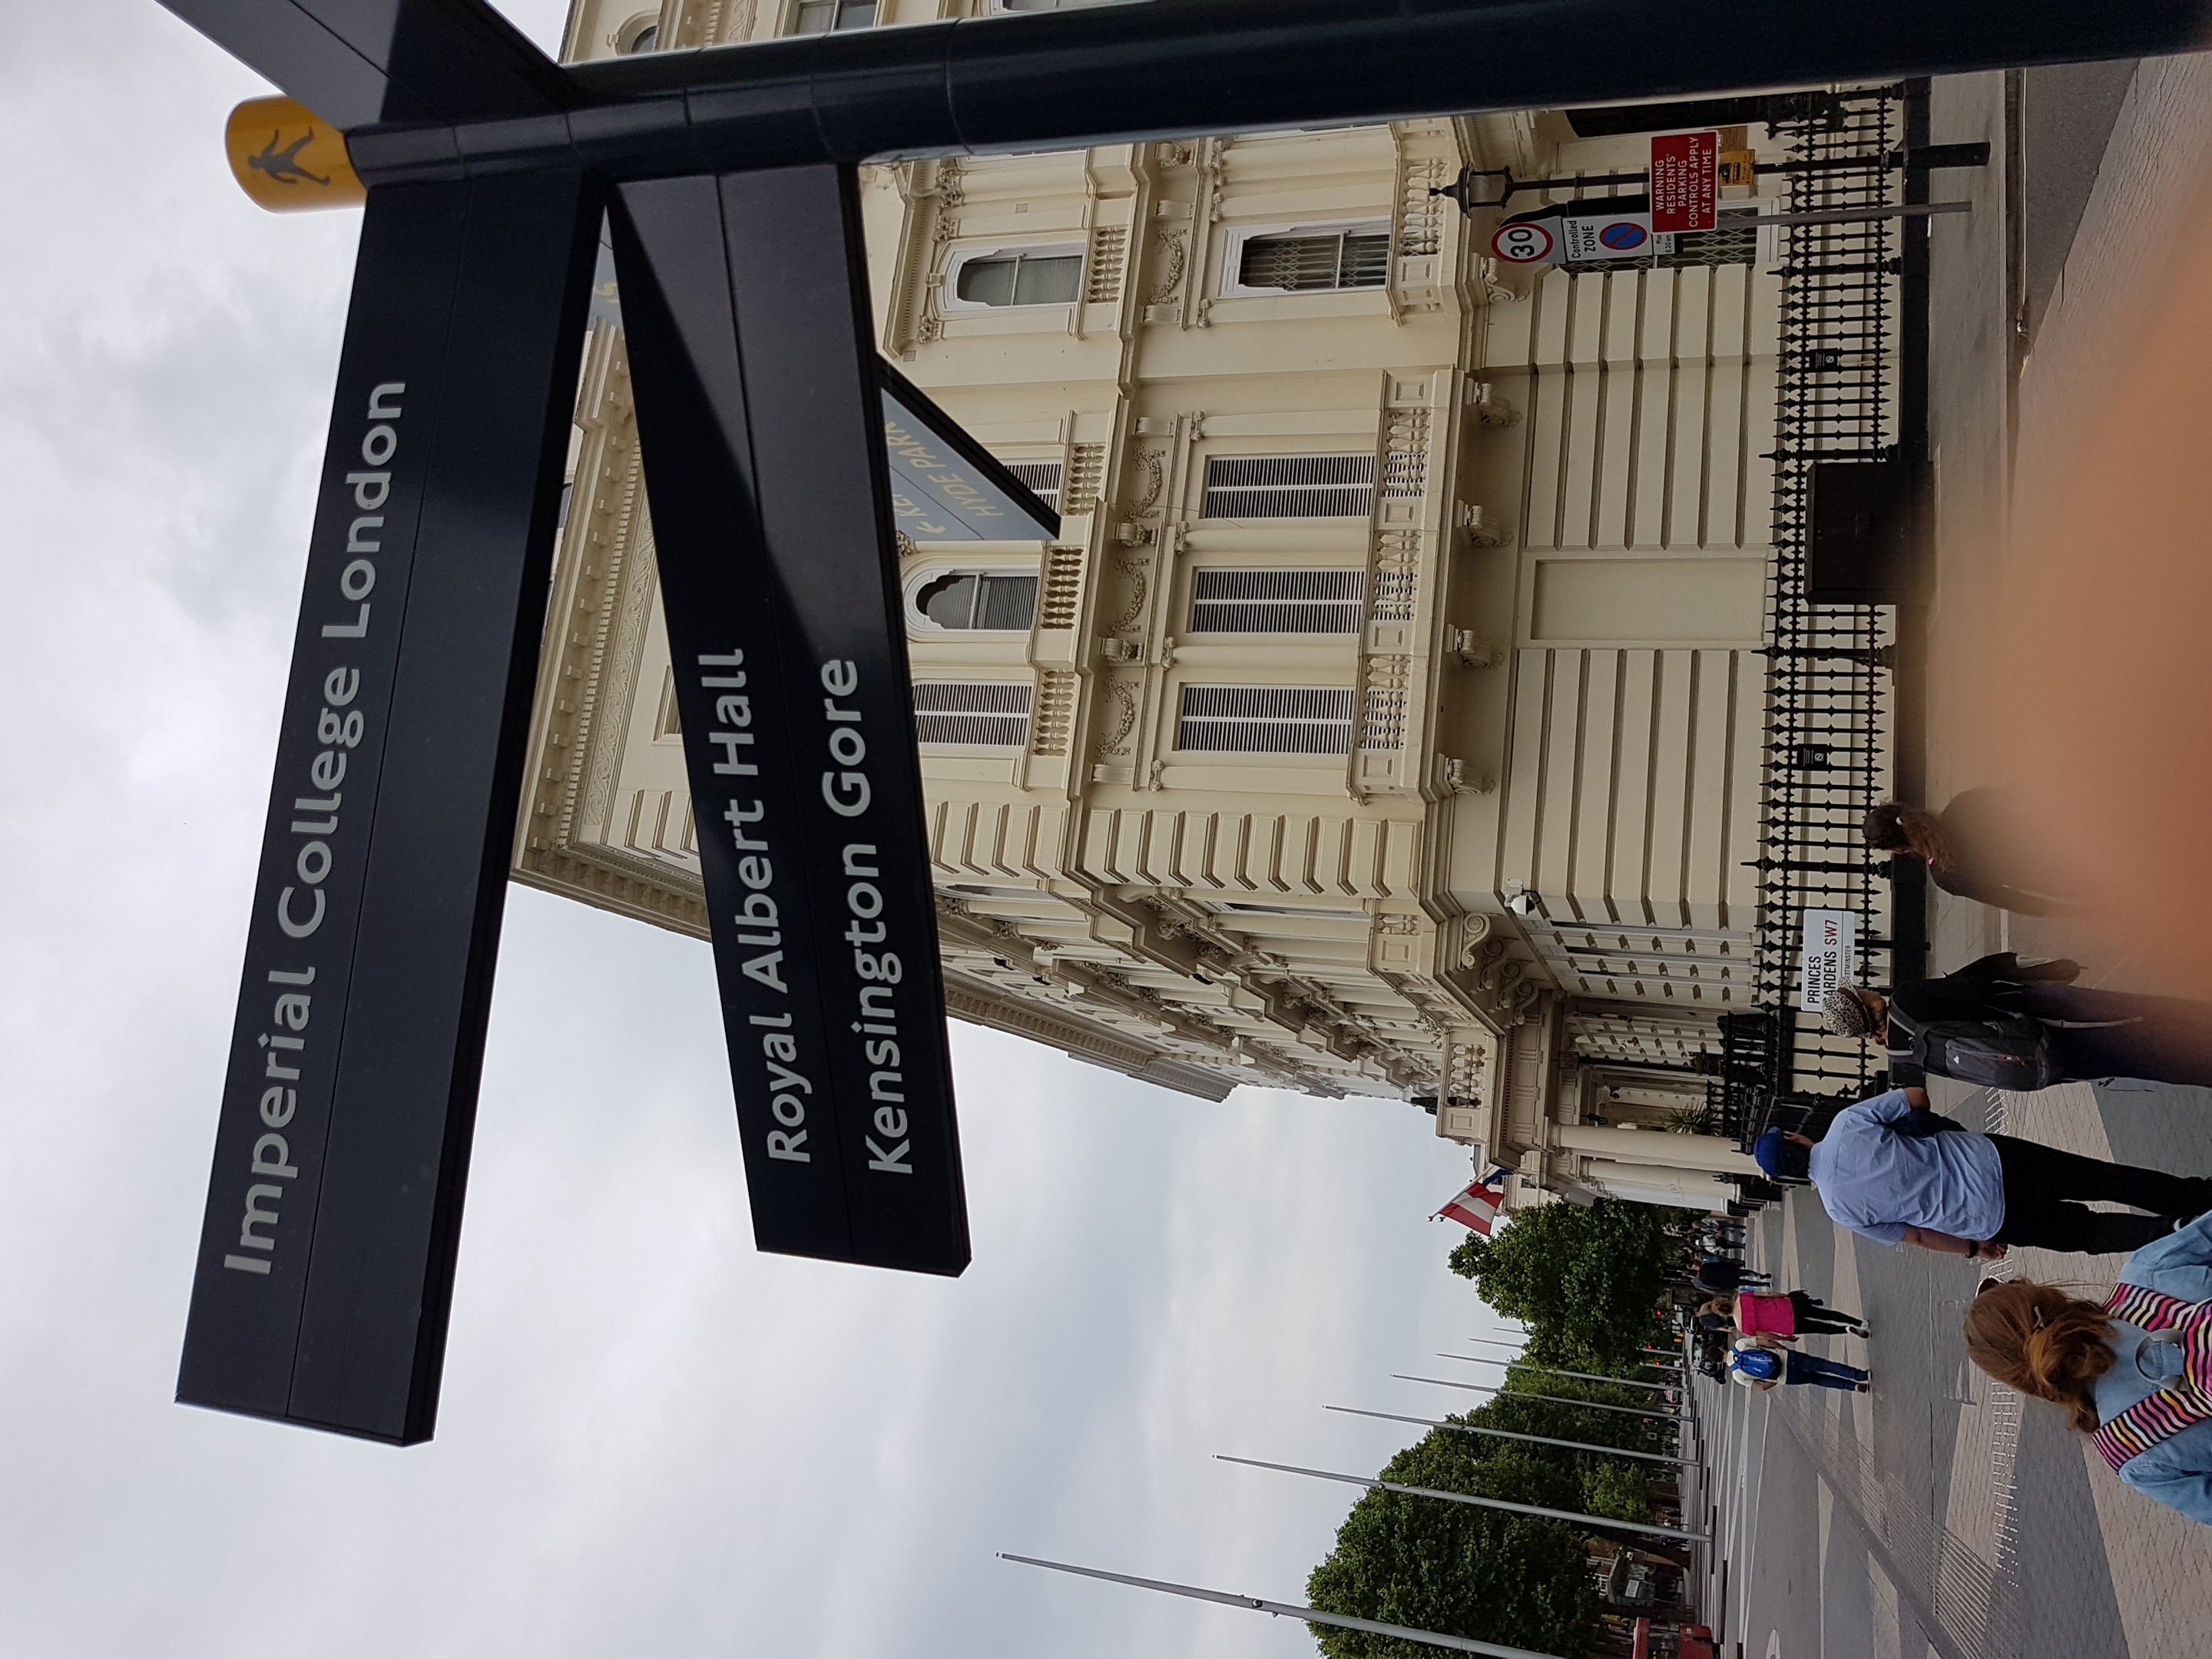 Imperial College London
Royal Albert Hall
Kensington Gore
HYDE PARK
30
Controlled
ZONE
WARNING
RESIDENTS'
PARKING
CONTROLS APPLY
AT ANY TIME
PRINCES
ARDENS SW7